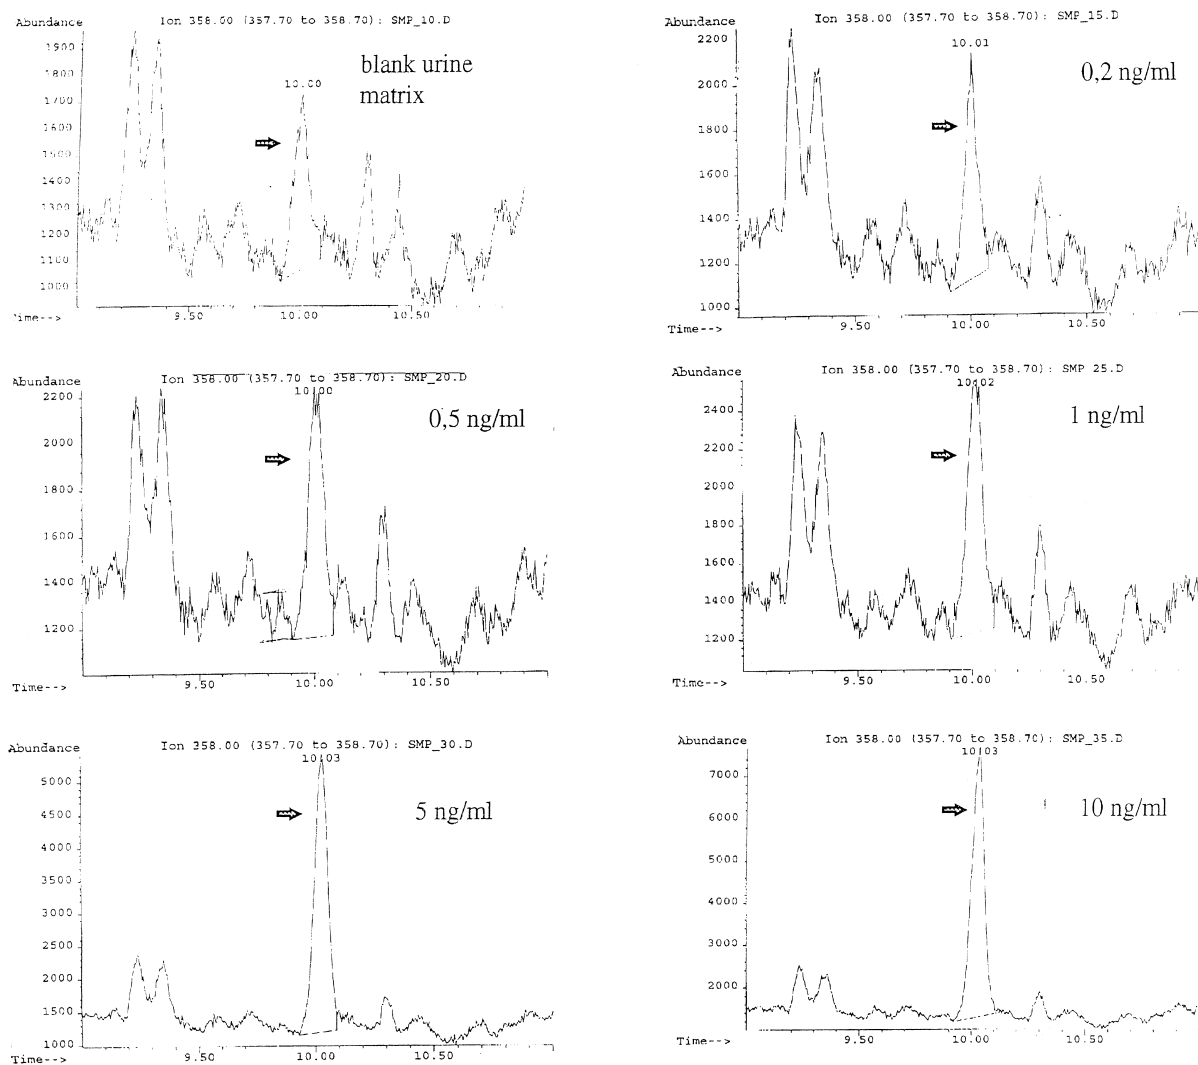 Abundance
Ion 358.00 (357.70 to 358.70): SMP_10.D
1900
1800
1700
1600
1500
1400
1300
1200
1100
1000
blank urine
matrix
10.00
Time-->
9.50
10.00
10.50
Abundance
Ion 358.00 (357.70 to 358.70): SMP_15.D
2200
2000
1800
1600
1400
1200
1000
10.01
0,2 ng/ml
9.50
10.00
10.50
Time-->
Abundance
Ion 358.00 (357.70 to 358.70): SMP_20.D
2200
2000
1800
1600
1400
1200
10.00
0,5 ng/ml
Time-->
9.50
10.00
10.50
Abundance
Ion 358.00 (357.70 to 358.70): SMP 25.D
2400
2200
2000
1800
1600
1400
1200
10.02
1 ng/ml
Time-->
9.50
10.00
10.50
Abundance
Ion 358.00 (357.70 to 358.70): SMP_30.D
5000
4500
4000
3500
3000
2500
2000
1500
1000
10.03
5 ng/ml
Time-->
9.50
10.00
10.50
Abundance
Ion 358.00 (357.70 to 358.70): SMP_35.D
7000
6000
5000
4000
3000
2000
10.03
10 ng/ml
Time-->
9.50
10.00
10.50